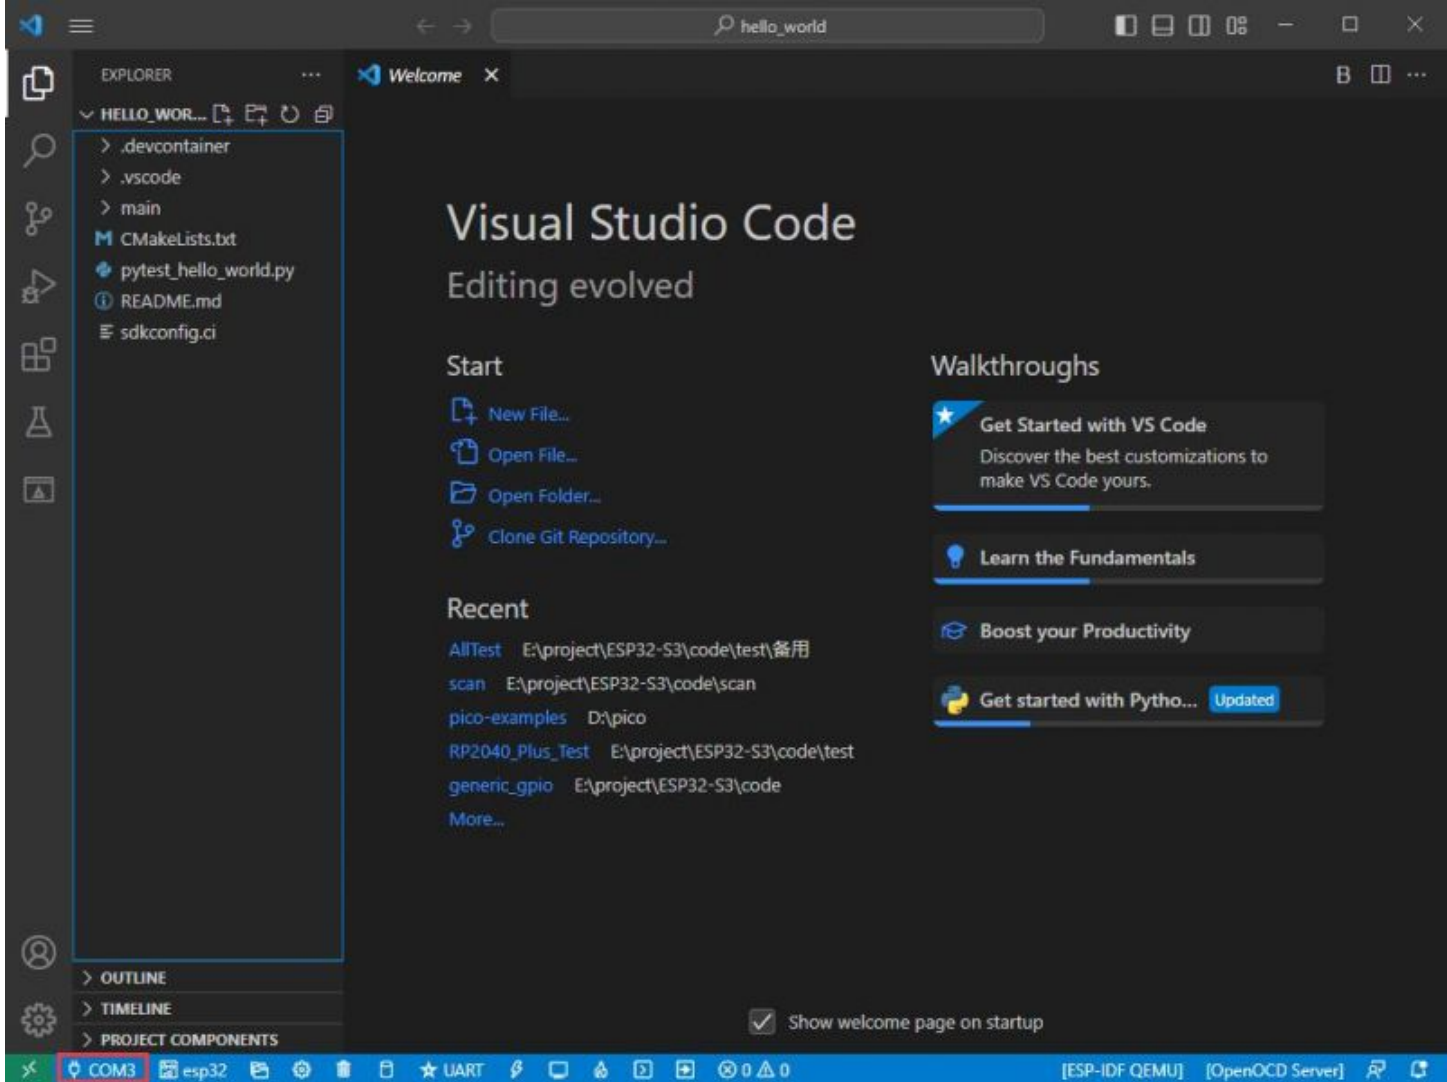 hello_world
EXPLORER
Welcome
HELLO_WOR...
.devcontainer
.vscode
main
CMakeLists.txt
pytest_hello_world.py
README.md
sdkconfig.ci
Visual Studio Code
Editing evolved
Start
New File...
Open File...
Open Folder...
Clone Git Repository...
Recent
AllTest E:\project\ESP32-S3\code\test\备用
scan E:\project\ESP32-S3\code\scan
pico-examples D:\pico
RP2040_Plus_Test E:\project\ESP32-S3\code\test
generic_gpio E:\project\ESP32-S3\code
More...
Walkthroughs
Get Started with VS Code
Discover the best customizations to
make VS Code yours.
Learn the Fundamentals
Boost your Productivity
Get started with Pytho... Updated
Show welcome page on startup
OUTLINE
TIMELINE
PROJECT COMPONENTS
COM3 esp32 UART 0 0 [ESP-IDF QEMU] [OpenOCD Server]